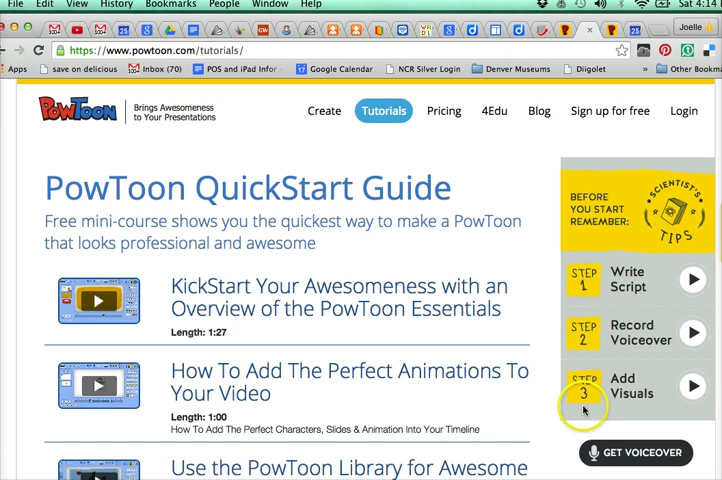 File Edit View History Bookmarks People Window Help Sat 4:14
Joelle
https://www.powtoon.com/tutorials/
Apps save on delicious Inbox (70) POS and iPad Infor Google Calendar NCR Silver Login Denver Museums Diigolet » Other Bookma
PowToon
Brings Awesomeness
to Your Presentations
Create Tutorials Pricing 4Edu Blog Sign up for free Login
PowToon QuickStart Guide
Free mini-course shows you the quickest way to make a PowToon
that looks professional and awesome
KickStart Your Awesomeness with an
Overview of the PowToon Essentials
Length: 1:27
How To Add The Perfect Animations To
Your Video
Length: 1:00
How To Add The Perfect Characters, Slides & Animation Into Your Timeline
Use the PowToon Library for Awesome
BEFORE
YOU START
REMEMBER:
SCIENTIST'S
TIPS
STEP
1
Write
Script
STEP
2
Record
Voiceover
STEP
3
Add
Visuals
GET VOICEOVER